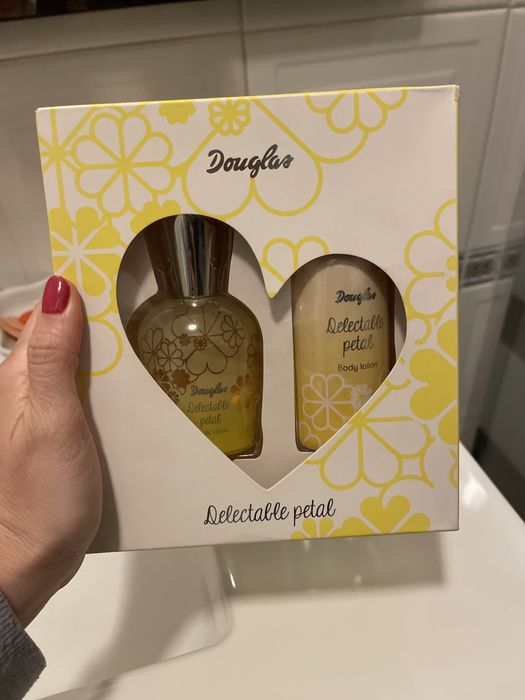 Douglas
Douglas
Delectable
petal
Douglas
Delectable
petal
Body lotion
Delectable petal